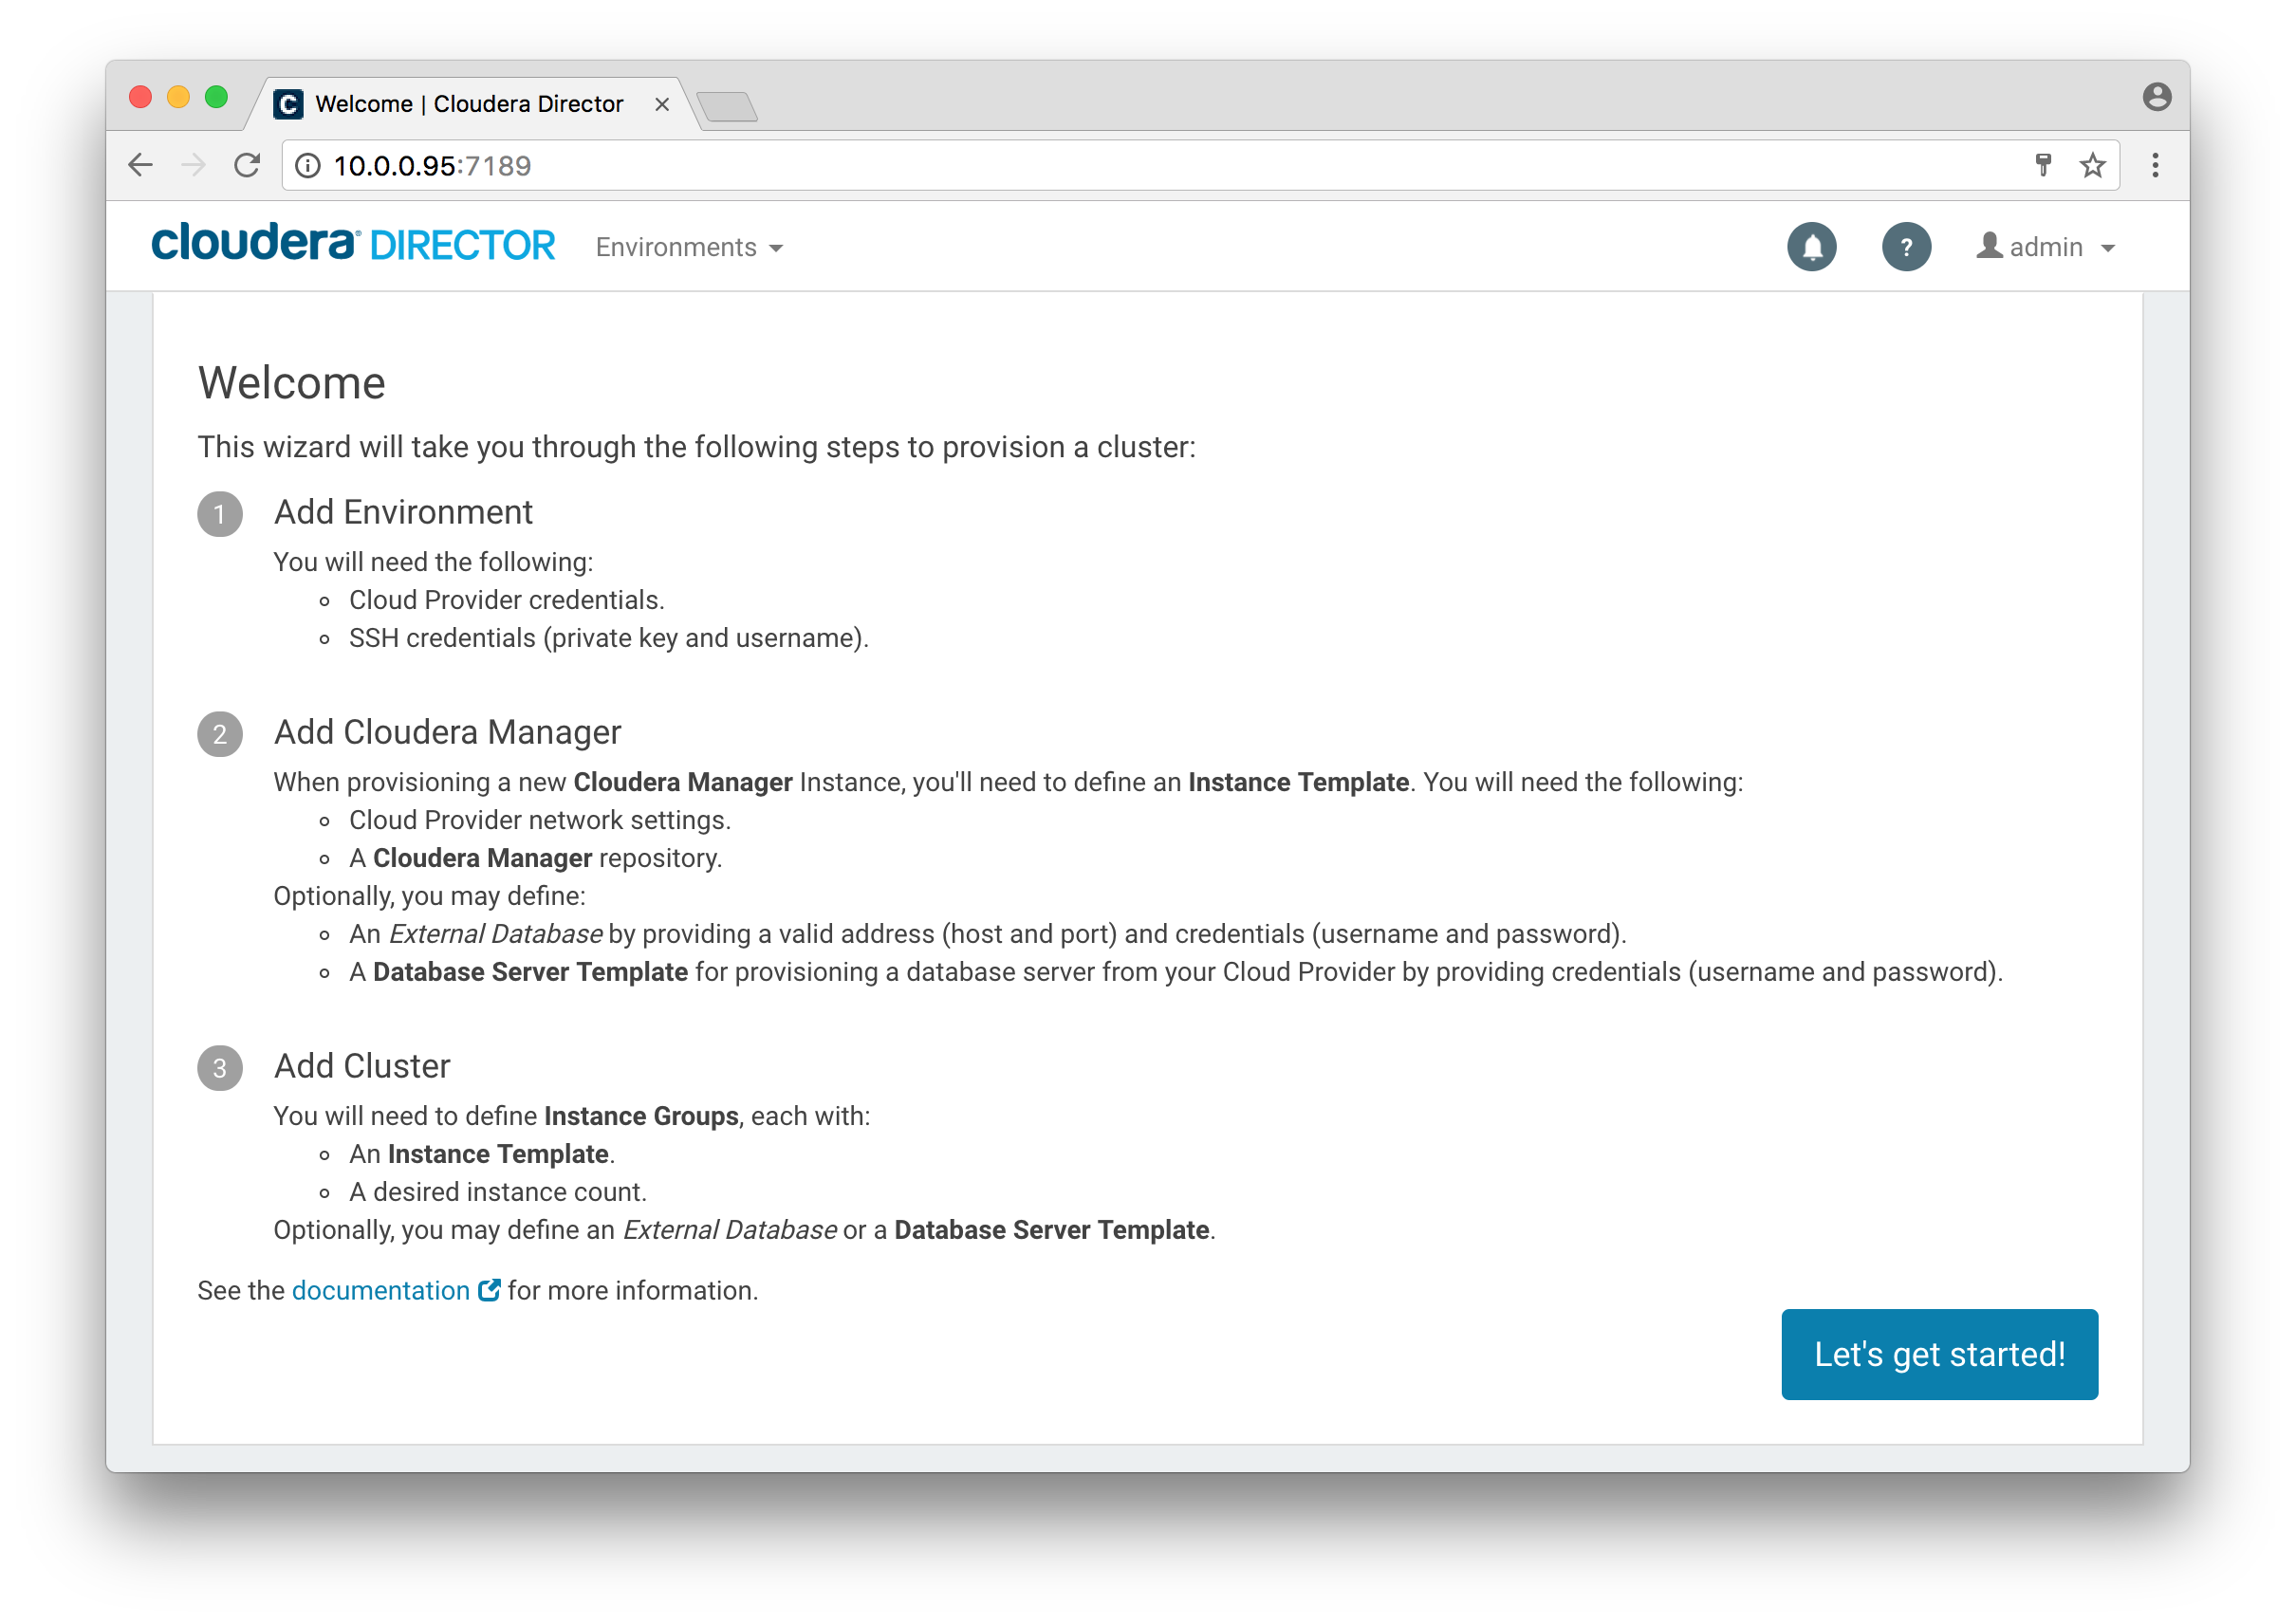 Welcome | Cloudera Director
10.0.0.95:7189
cloudera DIRECTOR Environments
? admin
Welcome
This wizard will take you through the following steps to provision a cluster:
1 Add Environment
You will need the following:
Cloud Provider credentials.
SSH credentials (private key and username).
2 Add Cloudera Manager
When provisioning a new Cloudera Manager Instance, you'll need to define an Instance Template. You will need the following:
Cloud Provider network settings.
A Cloudera Manager repository.
Optionally, you may define:
An External Database by providing a valid address (host and port) and credentials (username and password).
A Database Server Template for provisioning a database server from your Cloud Provider by providing credentials (username and password).
3 Add Cluster
You will need to define Instance Groups, each with:
An Instance Template.
A desired instance count.
Optionally, you may define an External Database or a Database Server Template.
See the documentation for more information.
Let's get started!